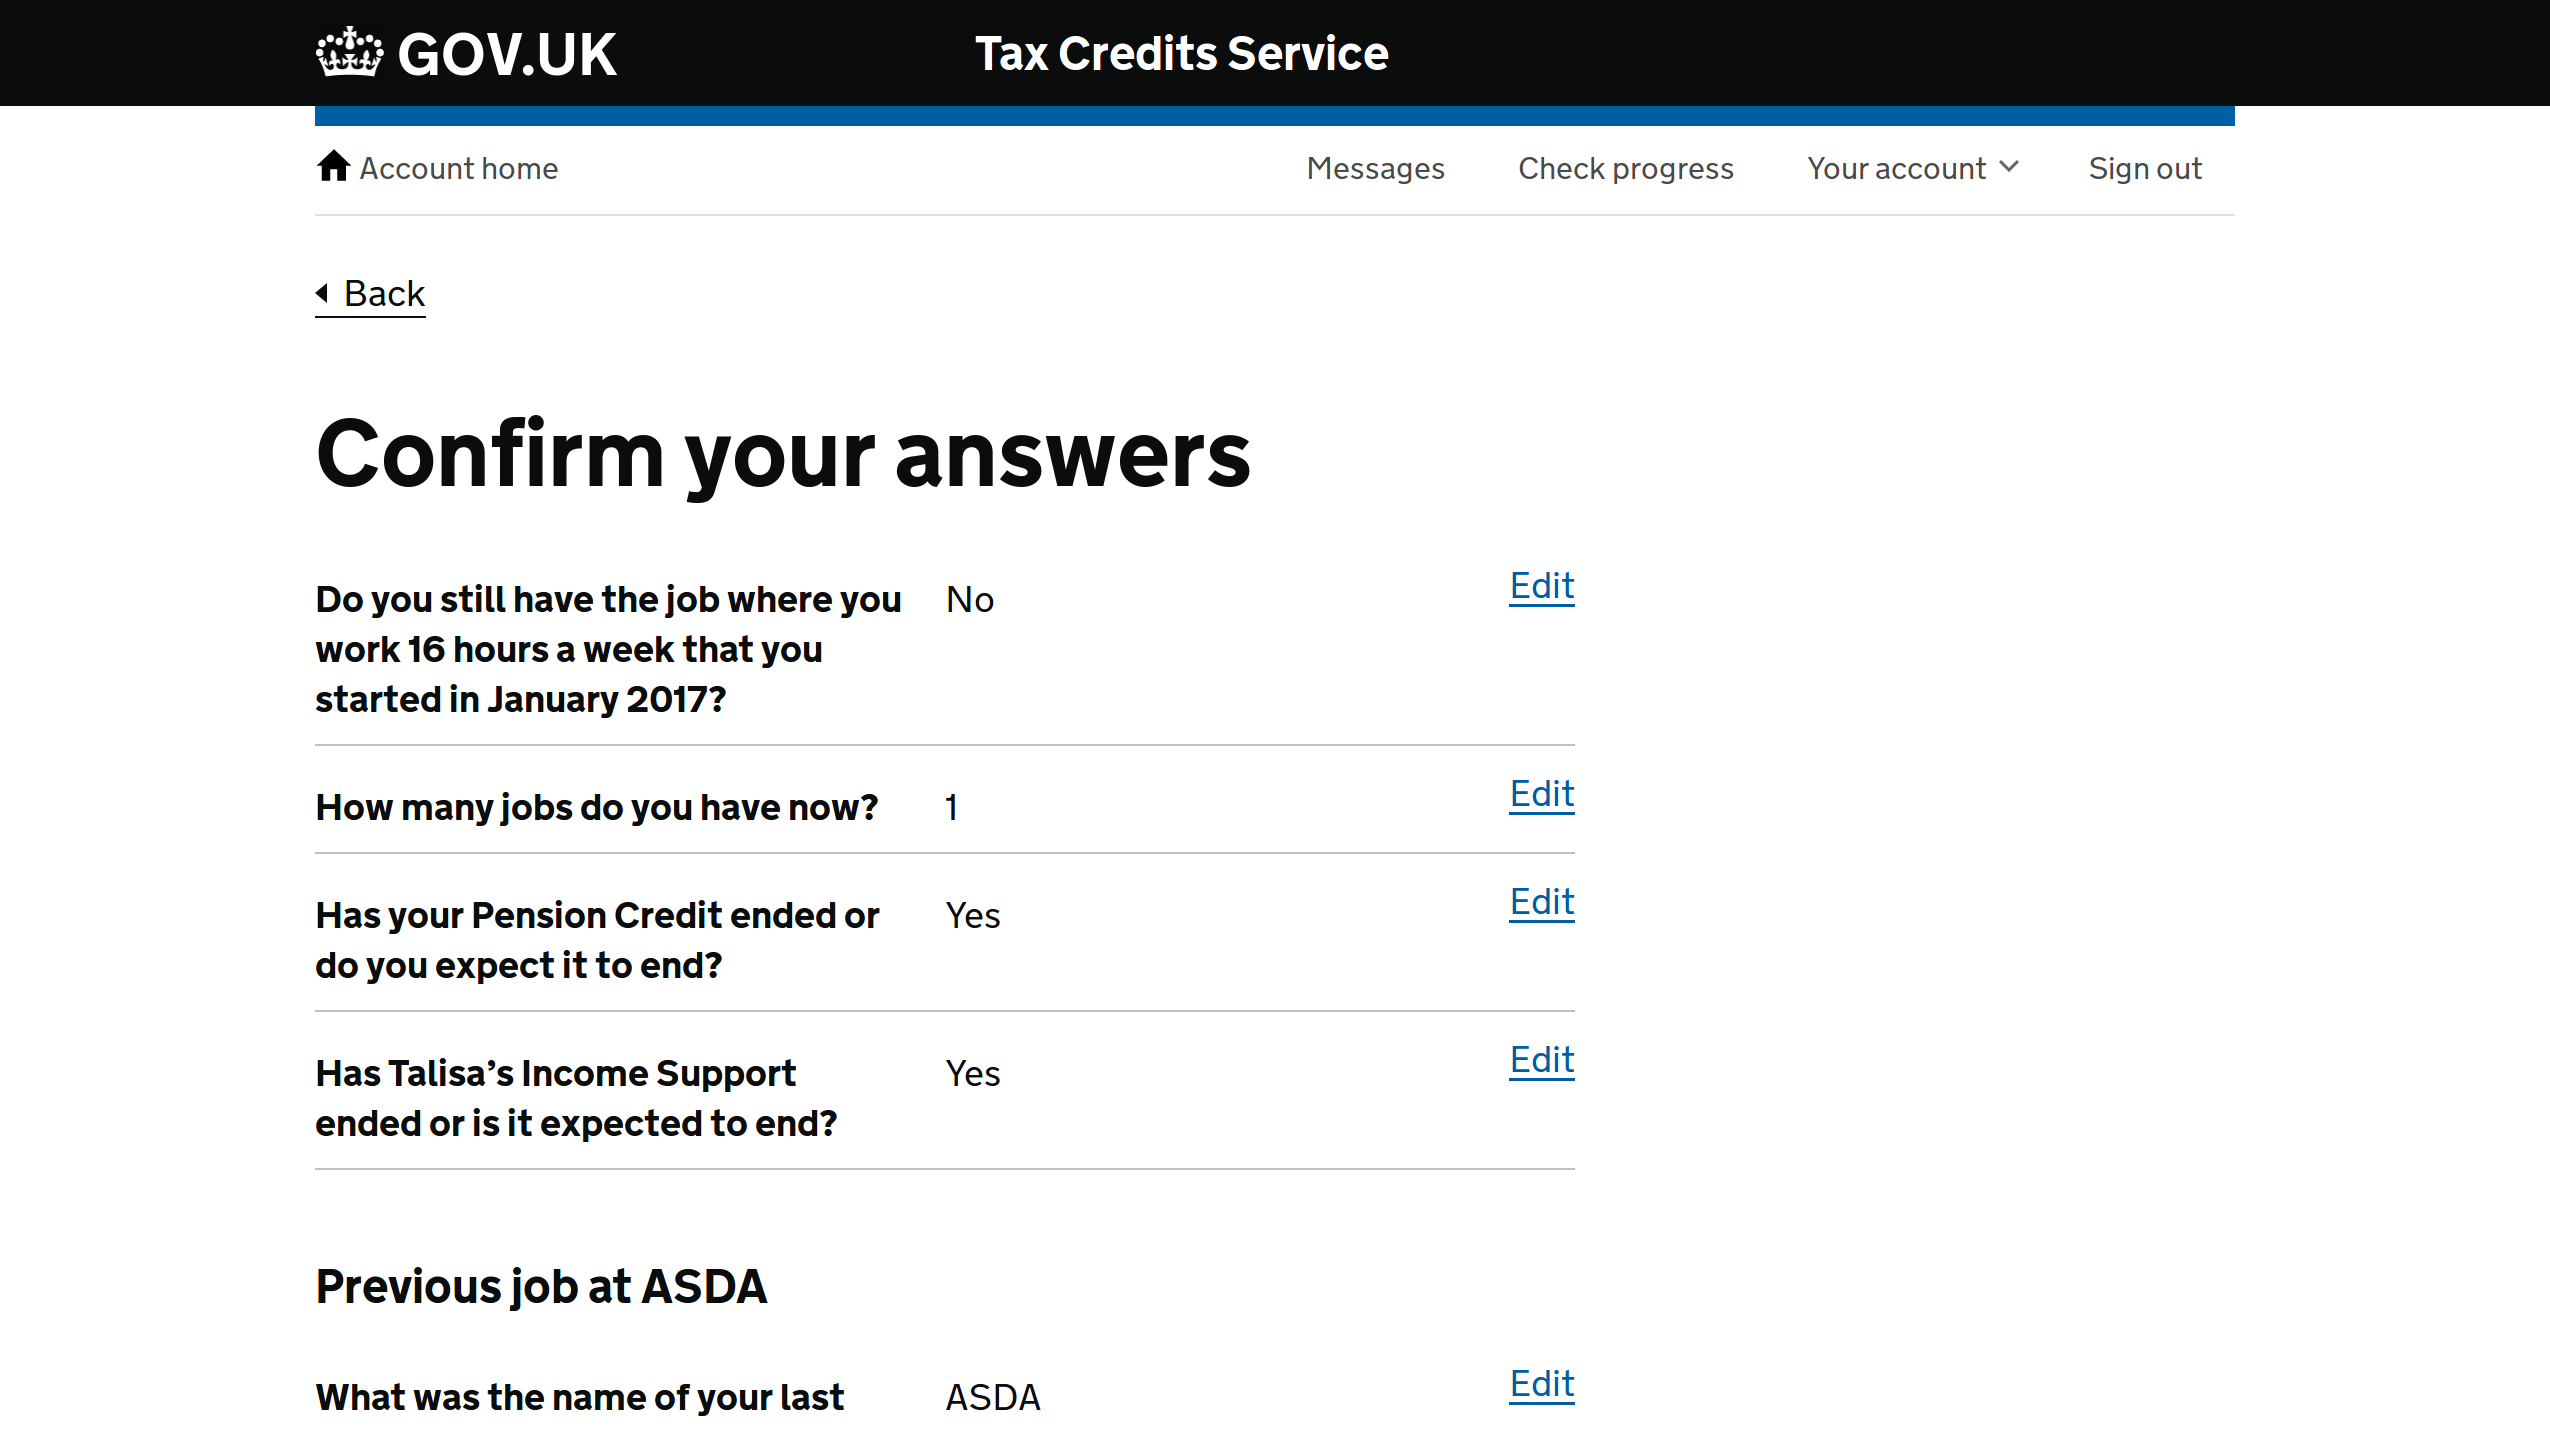 GOV.UK
Tax Credits Service
Account home
Messages
Check progress
Your account
Sign out
Back
Confirm your answers
Do you still have the job where you
work 16 hours a week that you
started in January 2017?
No
Edit
How many jobs do you have now?
1
Edit
Has your Pension Credit ended or
do you expect it to end?
Yes
Edit
Has Talisa’s Income Support
ended or is it expected to end?
Yes
Edit
Previous job at ASDA
What was the name of your last
ASDA
Edit